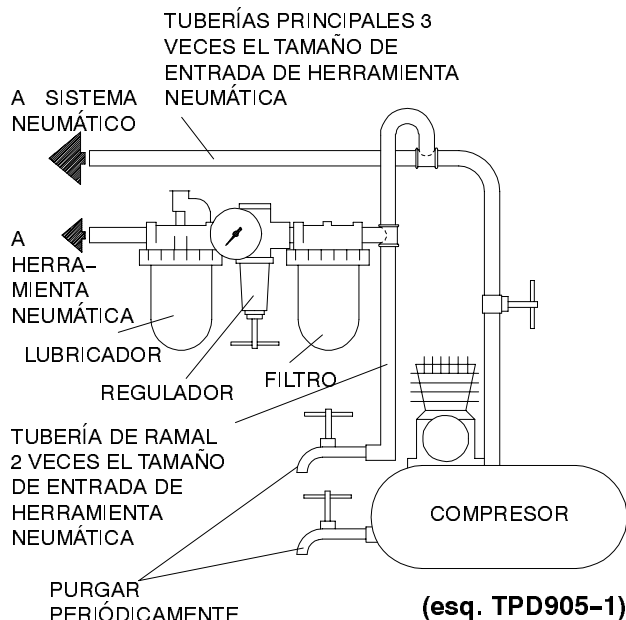 TUBERÍAS PRINCIPALES 3
VECES EL TAMAÑO DE
ENTRADA DE HERRAMIENTA
NEUMÁTICA
A SISTEMA
NEUMÁTICO
A
HERRA–
MIENTA
NEUMÁTICA
LUBRICADOR
REGULADOR
FILTRO
TUBERÍA DE RAMAL
2 VECES EL TAMAÑO
DE ENTRADA DE
HERRAMIENTA
NEUMÁTICA
COMPRESOR
PURGAR
PERIÓDICAMENTE
(esq. TPD905–1)